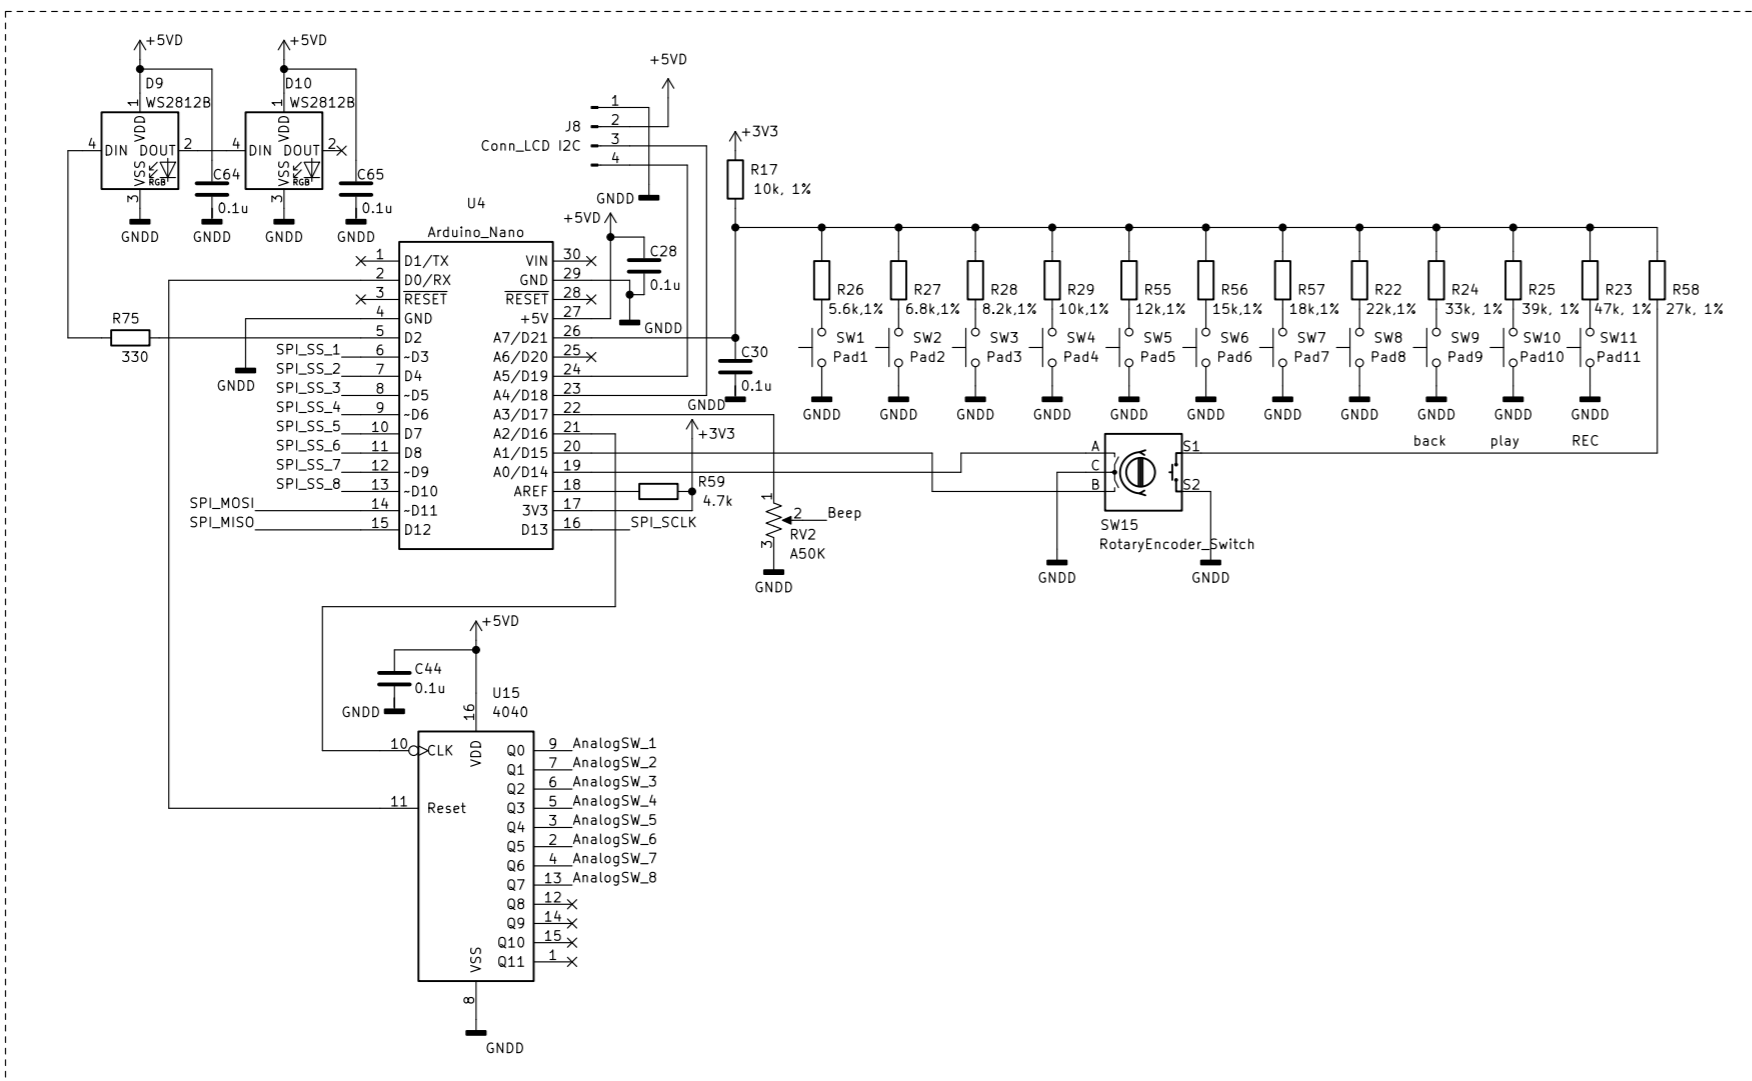 +5VD
+5VD
D9
WS2812B
D10
WS2812B
1
VDD
4
DIN
DOUT
2
VSS
RGB
3
GNDD
C64
0.1u
GNDD
1
VDD
4
DIN
DOUT
2
VSS
RGB
3
GNDD
C65
0.1u
GNDD
+5VD
1
J8
2
Conn_LCD I2C
3
4
GNDD
+3V3
R17
10k, 1%
U4
Arduino_Nano
+5VD
C28
0.1u
GNDD
1 D1/TX
2 D0/RX
3 RESET
4 GND
5 D2
6 ~D3
7 D4
8 ~D5
9 ~D6
10 D7
11 D8
12 ~D9
13 ~D10
14 ~D11
15 D12
VIN 30
GND 29
RESET 28
+5V 27
A7/D21 26
A6/D20 25
A5/D19 24
A4/D18 23
A3/D17 22
A2/D16 21
A1/D15 20
A0/D14 19
AREF 18
3V3 17
D13 16
R75
330
GNDD
SPI_SS_1
SPI_SS_2
SPI_SS_3
SPI_SS_4
SPI_SS_5
SPI_SS_6
SPI_SS_7
SPI_SS_8
SPI_MOSI
SPI_MISO
SPI_SCLK
C30
0.1u
GNDD
+3V3
R59
4.7k
1
2
Beep
3
RV2
A50K
GNDD
R26
5.6k,1%
SW1
Pad1
GNDD
R27
6.8k,1%
SW2
Pad2
GNDD
R28
8.2k,1%
SW3
Pad3
GNDD
R29
10k,1%
SW4
Pad4
GNDD
R55
12k,1%
SW5
Pad5
GNDD
R56
15k,1%
SW6
Pad6
GNDD
R57
18k,1%
SW7
Pad7
GNDD
R22
22k,1%
SW8
Pad8
GNDD
R24
33k, 1%
SW9
Pad9
GNDD
back
R25
39k, 1%
SW10
Pad10
GNDD
play
R23
47k, 1%
SW11
Pad11
GNDD
REC
R58
27k, 1%
A
C
B
S1
S2
SW15
RotaryEncoder_Switch
GNDD
GNDD
+5VD
C44
0.1u
GNDD
U15
4040
16
VDD
10 CLK
11 Reset
Q0 9 AnalogSW_1
Q1 7 AnalogSW_2
Q2 6 AnalogSW_3
Q3 5 AnalogSW_4
Q4 3 AnalogSW_5
Q5 2 AnalogSW_6
Q6 4 AnalogSW_7
Q7 13 AnalogSW_8
Q8 12
Q9 14
Q10 15
Q11 1
VSS
8
GNDD